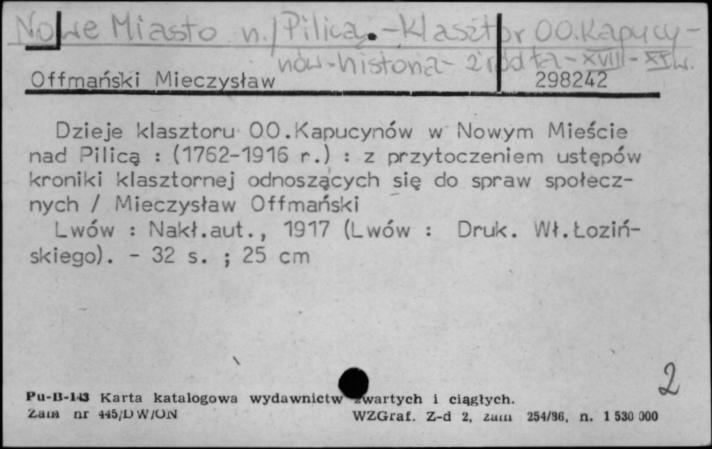 Nowe Miasto n./Pilicą. - klasztor OO. Kapucy-
nów - historia - źródła - XVIII - XX w.
Offmański Mieczysław 298242
Dzieje klasztoru OO.Kapucynów w Nowym Mieście
nad Pilicą : (1762-1916 r.) : z przytoczeniem ustępów
kroniki klasztornej odnoszących się do spraw społecz-
nych / Mieczysław Offmański
Lwów : Nakł.aut., 1917 (Lwów : Druk. Wł.Łoziń-
skiego). - 32 s. ; 25 cm
2
Pu-B-143 Karta katalogowa wydawnictw zwartych i ciągłych.
Zam nr 445/DW/ON WZGraf. Z-d 2, zam 254/86, n. 1 530 000